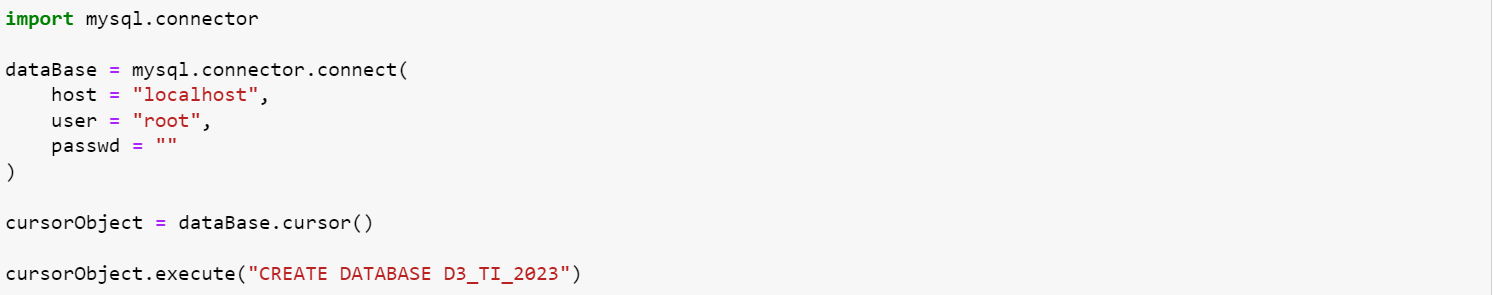 import mysql.connector

dataBase = mysql.connector.connect(
    host = "localhost",
    user = "root",
    passwd = ""
)

cursorObject = dataBase.cursor()

cursorObject.execute("CREATE DATABASE D3_TI_2023")